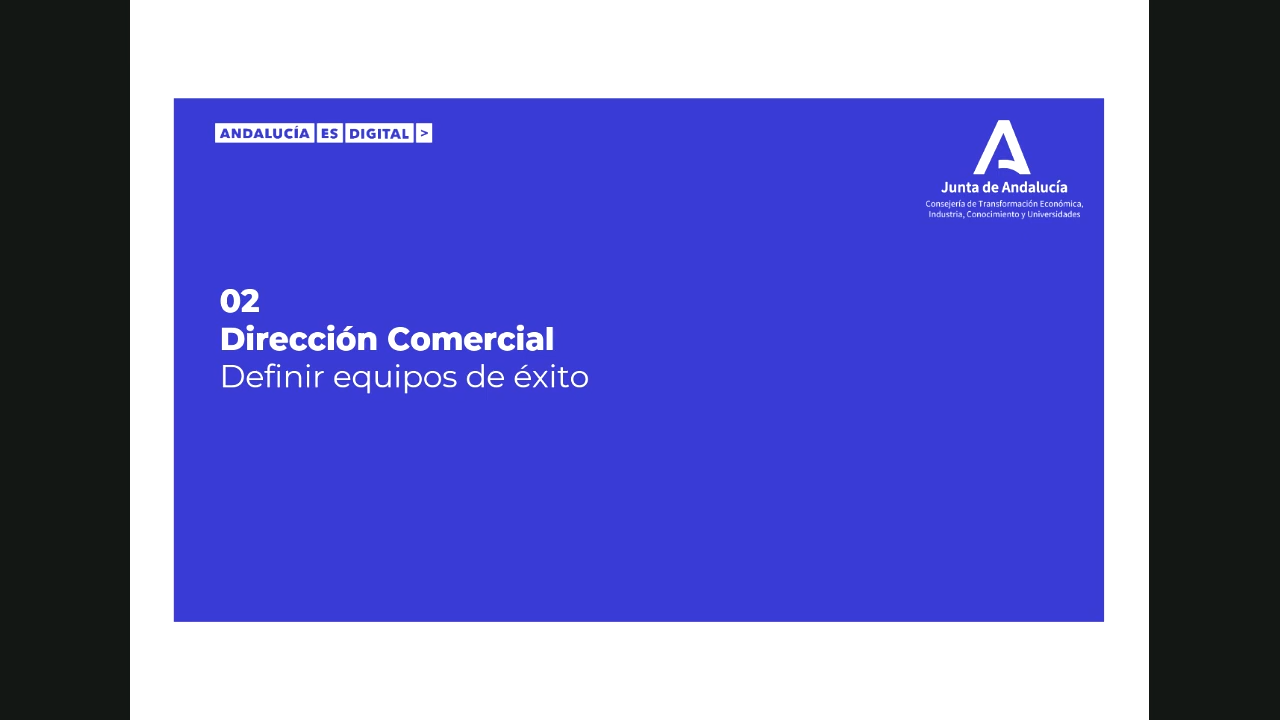 ANDALUCÍA ES DIGITAL >
Junta de Andalucía
Consejería de Transformación Económica,
Industria, Conocimiento y Universidades
02
Dirección Comercial
Definir equipos de éxito